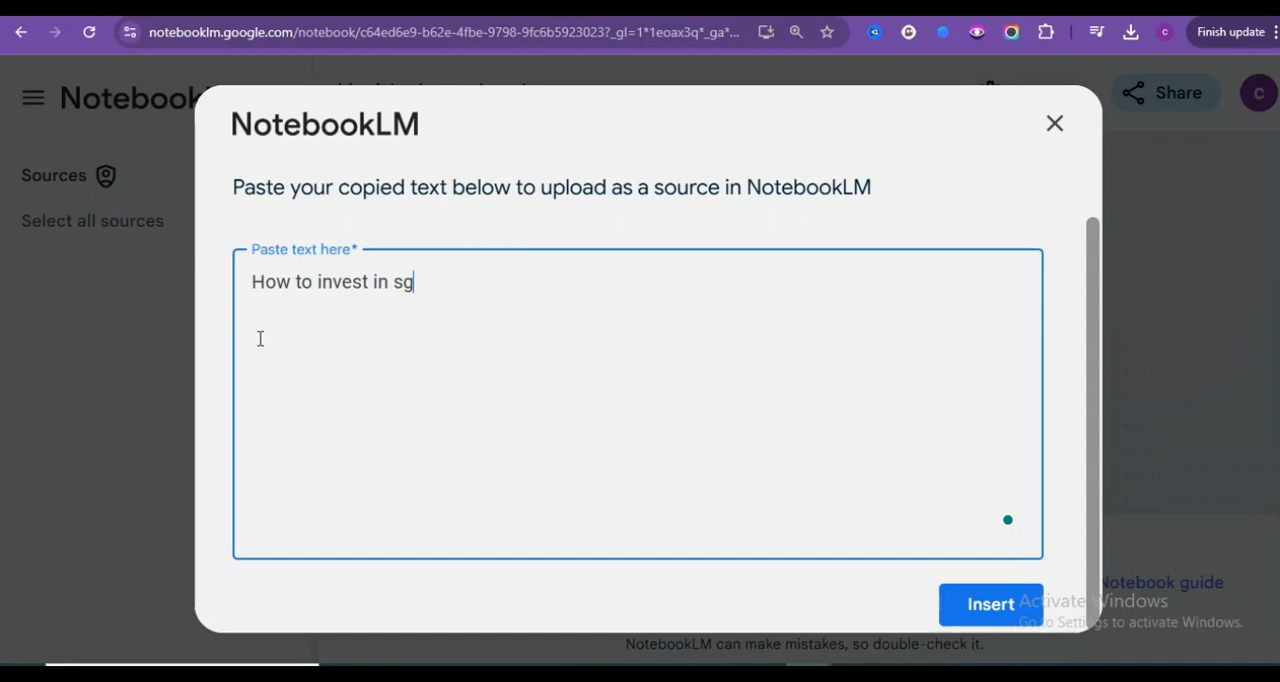 notebooklm.google.com/notebook/c64ed6e9-b62e-4fbe-9798-9fc6b5923023?_gl=1*1eoax3q*_ga*...
Finish update
Notebook
Share
C
NotebookLM
Sources
Paste your copied text below to upload as a source in NotebookLM
Select all sources
Paste text here*
How to invest in sg
Notebook guide
Insert
Activate Windows
Go to Settings to activate Windows.
NotebookLM can make mistakes, so double-check it.